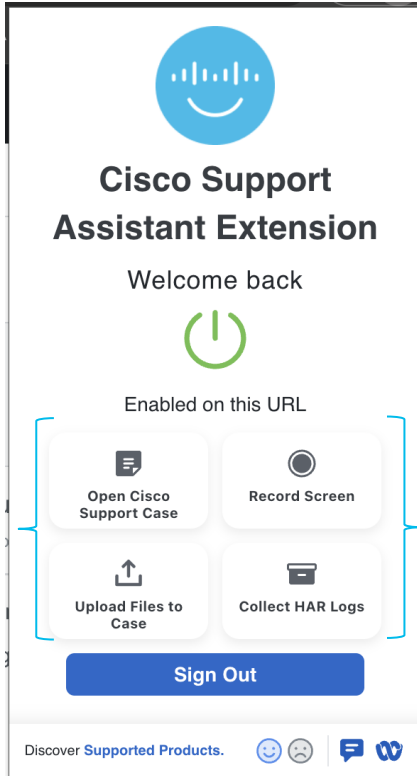 Cisco Support
Assistant Extension
Welcome back
Enabled on this URL
Open Cisco
Support Case
Record Screen
Upload Files to
Case
Collect HAR Logs
Sign Out
Discover Supported Products.